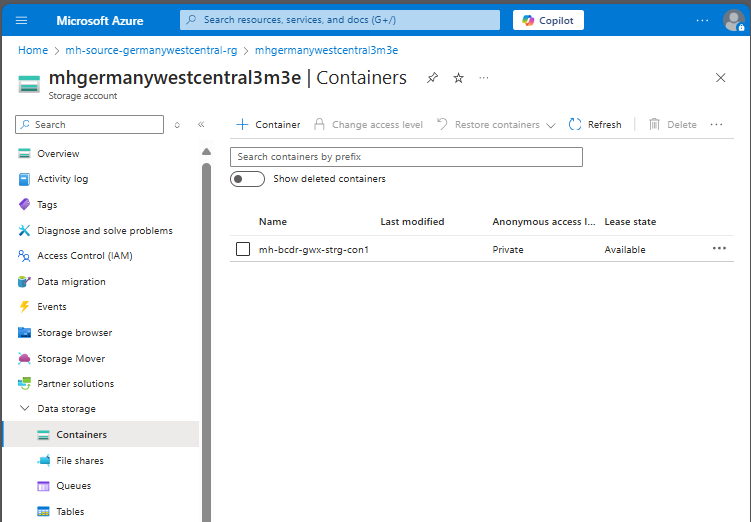 Microsoft Azure
Search resources, services, and docs (G+/)
Copilot
Home > mh-source-germanywestcentral-rg > mhgermanywestcentral3m3e
mhgermanywestcentral3m3e | Containers
Storage account
Search
+ Container
Change access level
Restore containers
Refresh
Delete
Search containers by prefix
Show deleted containers
Name Last modified Anonymous access l... Lease state
mh-bcdr-gwx-strg-con1 Private Available
Overview
Activity log
Tags
Diagnose and solve problems
Access Control (IAM)
Data migration
Events
Storage browser
Storage Mover
Partner solutions
Data storage
Containers
File shares
Queues
Tables